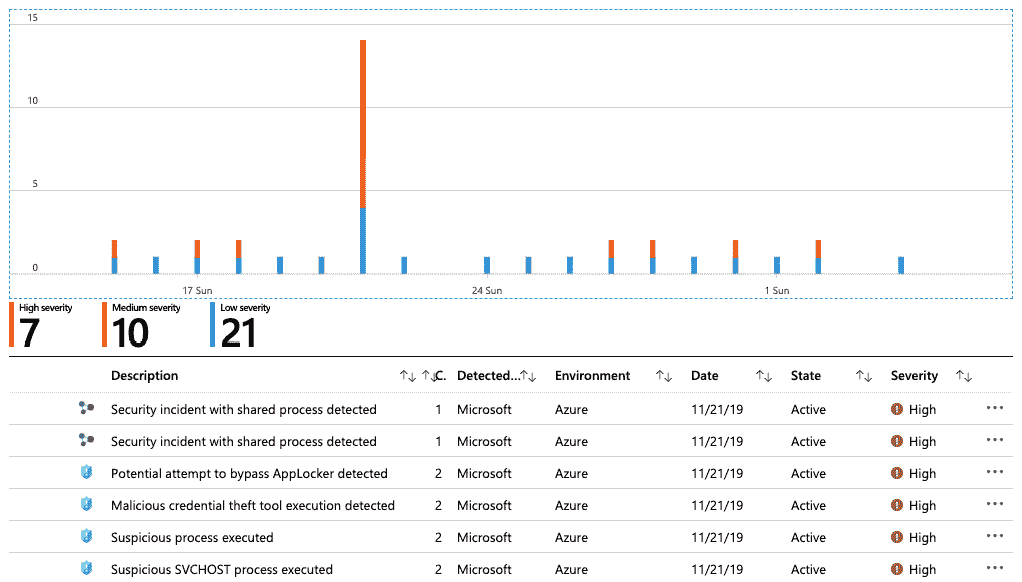 15
10
5
0
17 Sun 24 Sun 1 Sun
High severity Medium severity Low severity
7 10 21
Description C. Detected... Environment Date State Severity
Security incident with shared process detected 1 Microsoft Azure 11/21/19 Active High
Security incident with shared process detected 1 Microsoft Azure 11/21/19 Active High
Potential attempt to bypass AppLocker detected 2 Microsoft Azure 11/21/19 Active High
Malicious credential theft tool execution detected 2 Microsoft Azure 11/21/19 Active High
Suspicious process executed 2 Microsoft Azure 11/21/19 Active High
Suspicious SVCHOST process executed 2 Microsoft Azure 11/21/19 Active High